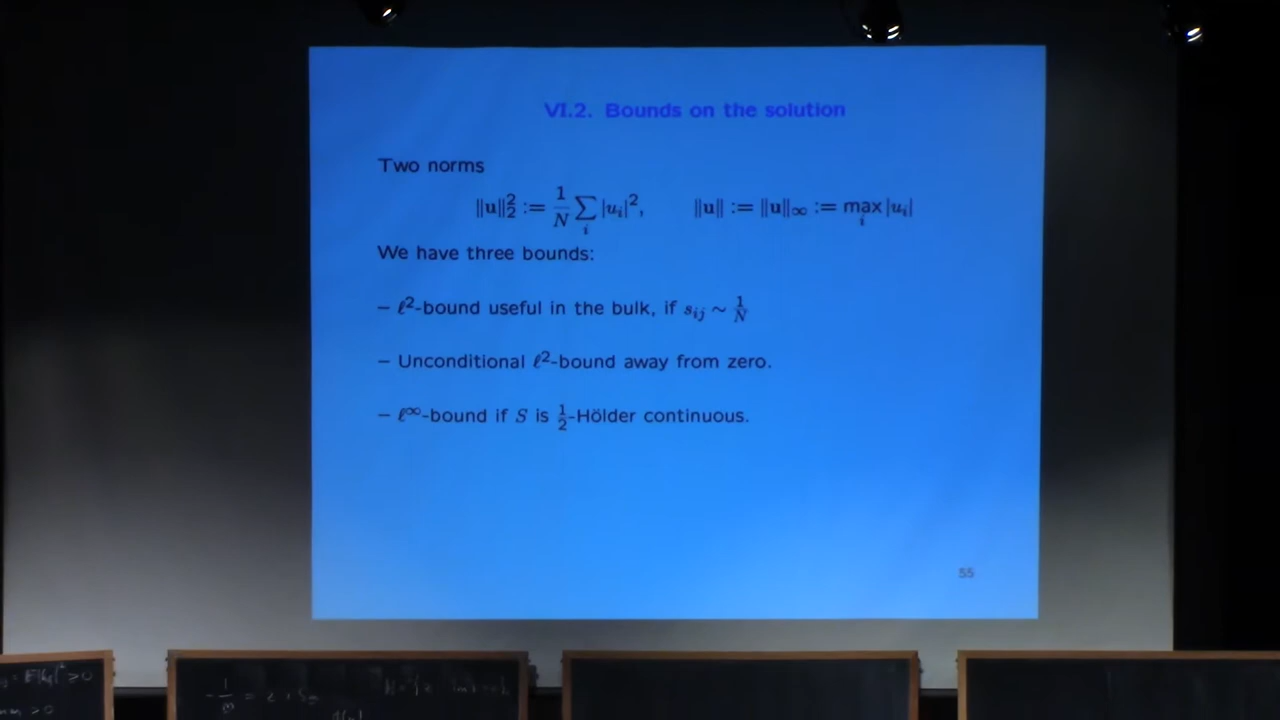 VI.2. Bounds on the solution
Two norms
‖u‖₂² := 1/N ∑ᵢ |uᵢ|², ‖u‖ := ‖u‖∞ := maxᵢ |uᵢ|
We have three bounds:
– ℓ²-bound useful in the bulk, if sᵢⱼ ∼ 1/N
– Unconditional ℓ²-bound away from zero.
– ℓ∞-bound if S is ½-Hölder continuous.
55